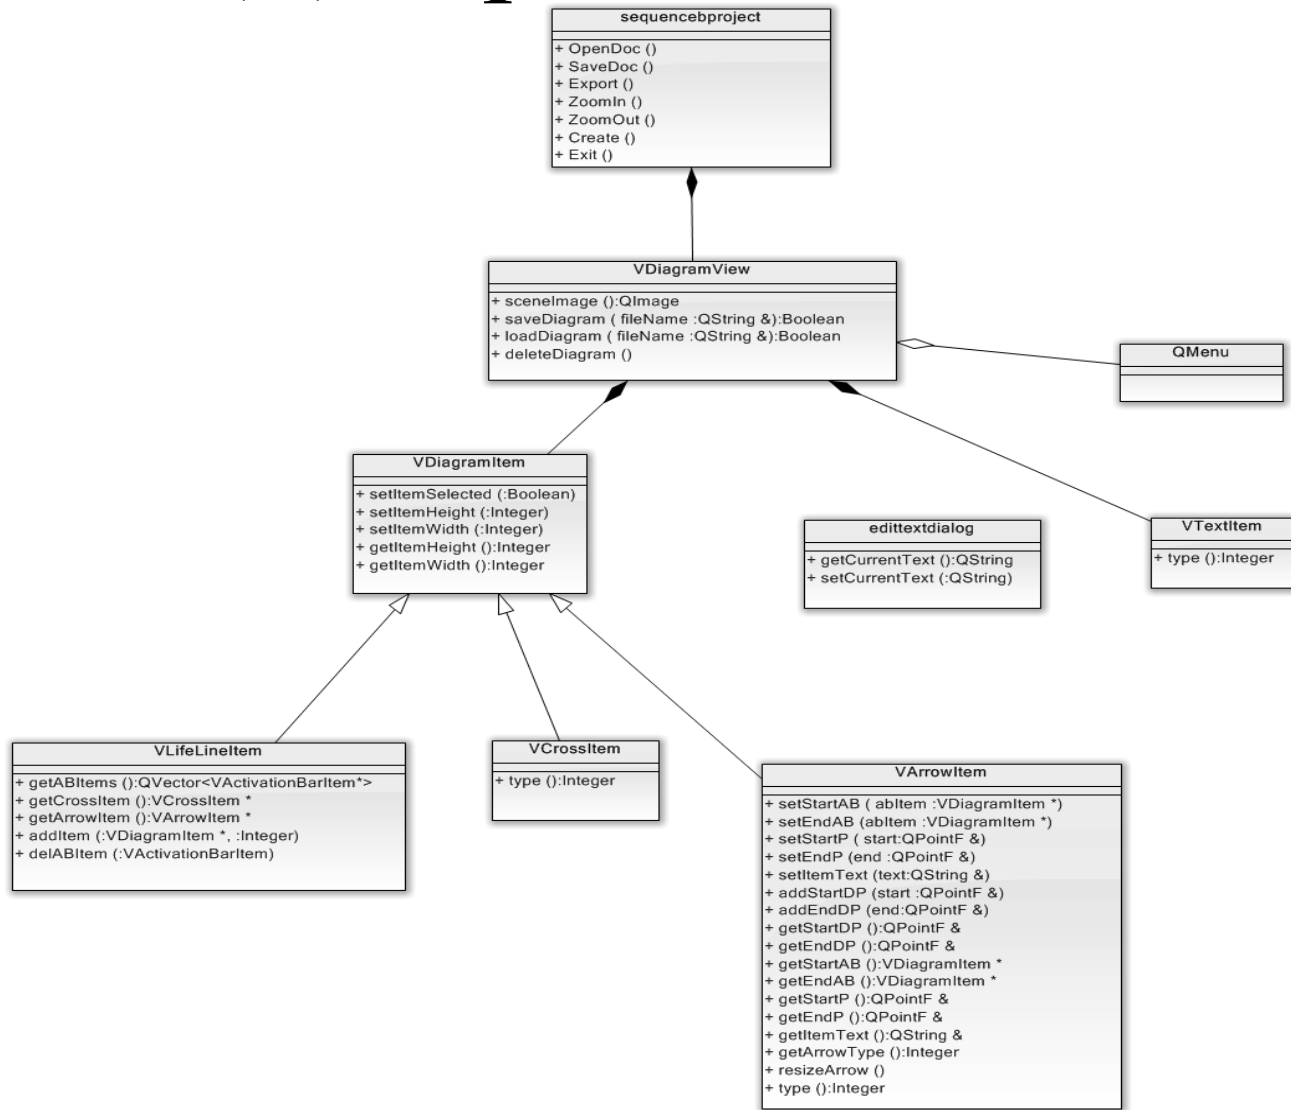 sequencebproject
+ OpenDoc ()
+ SaveDoc ()
+ Export ()
+ ZoomIn ()
+ ZoomOut ()
+ Create ()
+ Exit ()
VDiagramView
+ sceneImage ():QImage
+ saveDiagram ( fileName :QString &):Boolean
+ loadDiagram ( fileName :QString &):Boolean
+ deleteDiagram ()
QMenu
VDiagramItem
+ setItemSelected (:Boolean)
+ setItemHeight (:Integer)
+ setItemWidth (:Integer)
+ getItemHeight ():Integer
+ getItemWidth ():Integer
edittextdialog
+ getCurrentText ():QString
+ setCurrentText (:QString)
VTextItem
+ type ():Integer
VLifeLineItem
+ getABItems ():QVector<VActivationBarItem*>
+ getCrossItem ():VCrossItem *
+ getArrowItem ():VArrowItem *
+ addItem (:VDiagramItem *, :Integer)
+ delABItem (:VActivationBarItem)
VCrossItem
+ type ():Integer
VArrowItem
+ setStartAB ( abItem :VDiagramItem *)
+ setEndAB (abItem :VDiagramItem *)
+ setStartP ( start:QPointF &)
+ setEndP (end :QPointF &)
+ setItemText (text:QString &)
+ addStartDP (start :QPointF &)
+ addEndDP (end:QPointF &)
+ getStartDP ():QPointF &
+ getEndDP ():QPointF &
+ getStartAB ():VDiagramItem *
+ getEndAB ():VDiagramItem *
+ getStartP ():QPointF &
+ getEndP ():QPointF &
+ getItemText ():QString &
+ getArrowType ():Integer
+ resizeArrow ()
+ type ():Integer